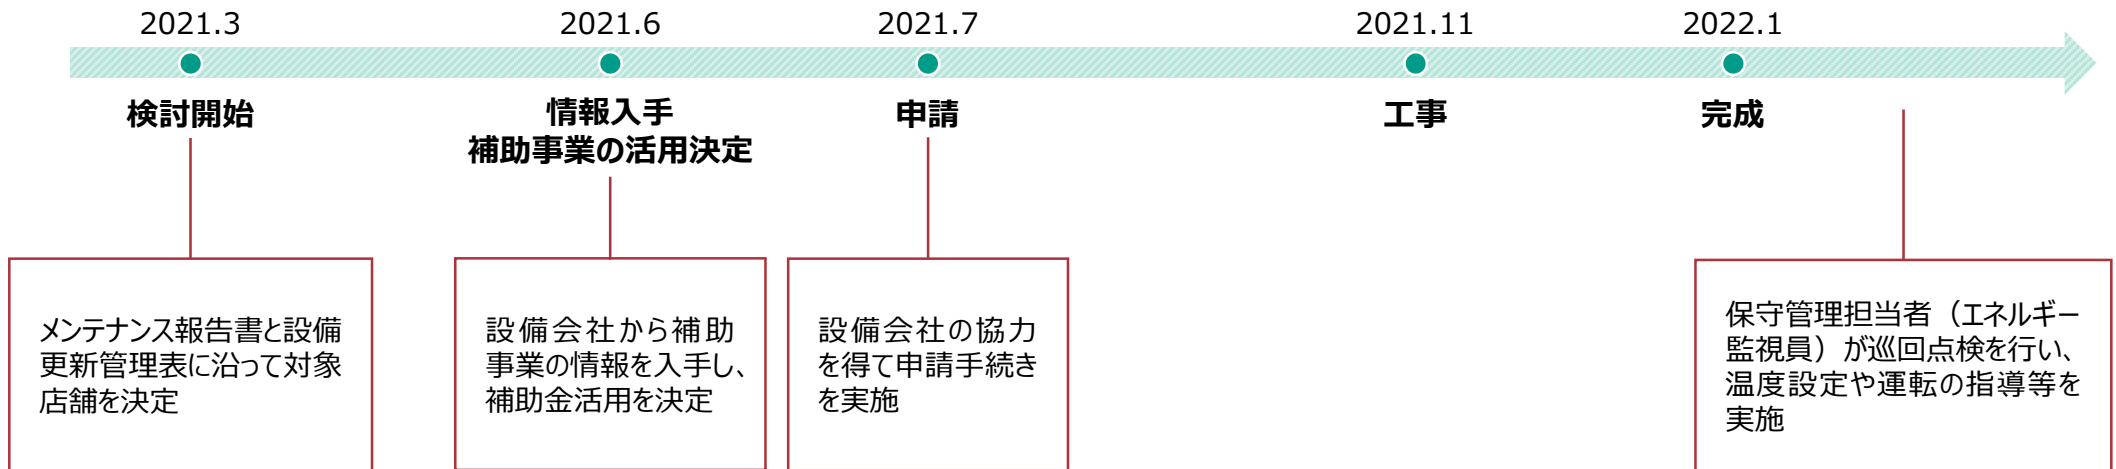 2021.3
2021.6
2021.7
2021.11
2022.1
検討開始
情報入手
補助事業の活用決定
申請
工事
完成
メンテナンス報告書と設備
更新管理表に沿って対象
店舗を決定
設備会社から補助
事業の情報を入手し、
補助金活用を決定
設備会社の協力
を得て申請手続き
を実施
保守管理担当者（エネルギー
監視員）が巡回点検を行い、
温度設定や運転の指導等を
実施